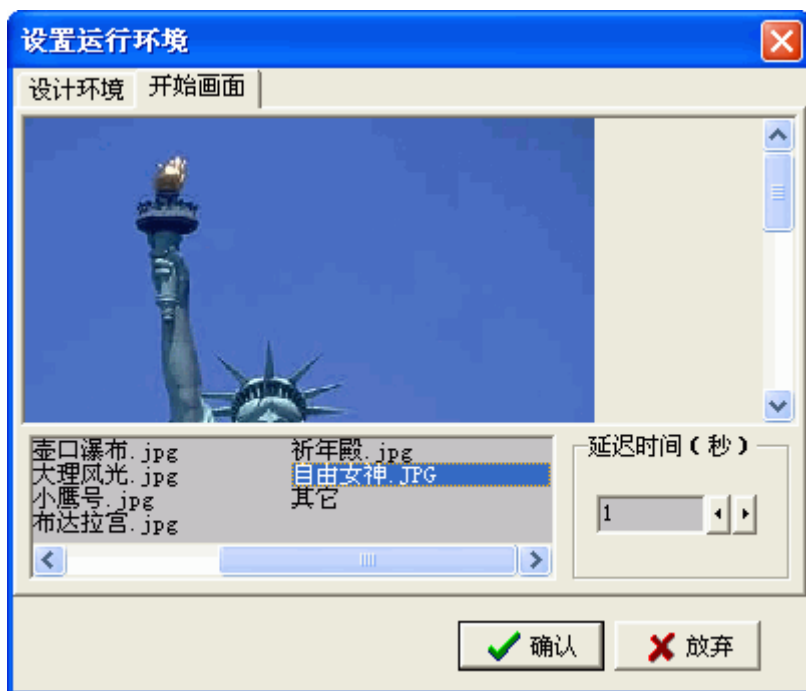 设置运行环境
设计环境 开始画面
壶口瀑布.jpg
大理风光.jpg
小鹰号.jpg
布达拉宫.jpg
祈年殿.jpg
自由女神.JPG
其它
延迟时间(秒)
1
确认
放弃